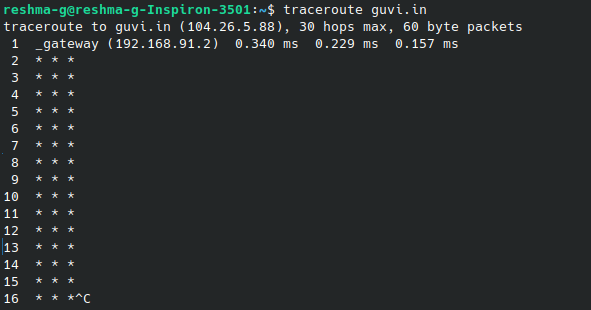 reshma-g@reshma-g-Inspiron-3501:~$ traceroute guvi.in
traceroute to guvi.in (104.26.5.88), 30 hops max, 60 byte packets
 1  _gateway (192.168.91.2)  0.340 ms  0.229 ms  0.157 ms
 2  * * *
 3  * * *
 4  * * *
 5  * * *
 6  * * *
 7  * * *
 8  * * *
 9  * * *
10  * * *
11  * * *
12  * * *
13  * * *
14  * * *
15  * * *
16  * * *^C